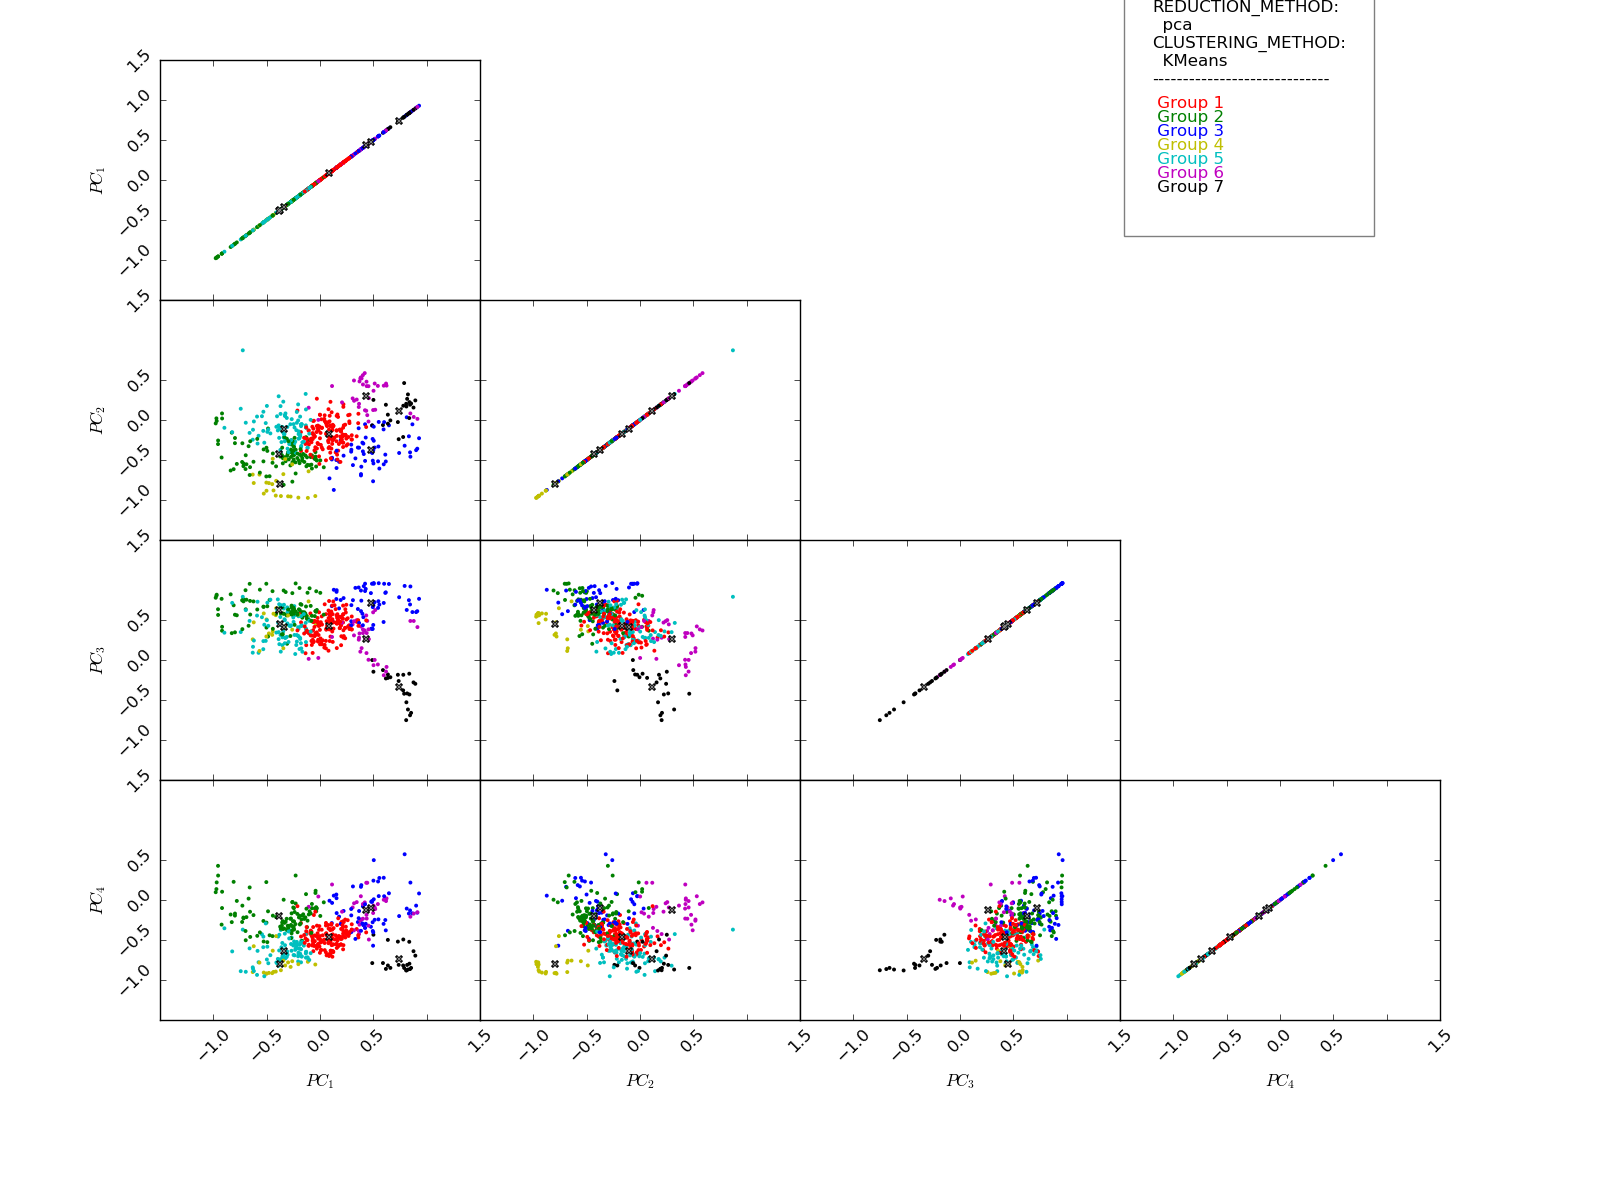 REDUCTION_METHOD:
pca
CLUSTERING_METHOD:
KMeans
-----------------------------
Group 1
Group 2
Group 3
Group 4
Group 5
Group 6
Group 7
1.5
1.0
0.5
0.0
−0.5
−1.0
PC1
1.5
0.5
0.0
−0.5
−1.0
PC2
1.5
0.5
0.0
−0.5
−1.0
PC3
1.5
0.5
0.0
−0.5
−1.0
PC4
−1.0 −0.5 0.0 0.5 1.5 −1.0 −0.5 0.0 0.5 1.5 −1.0 −0.5 0.0 0.5 1.5 −1.0 −0.5 0.0 0.5 1.5
PC1 PC2 PC3 PC4